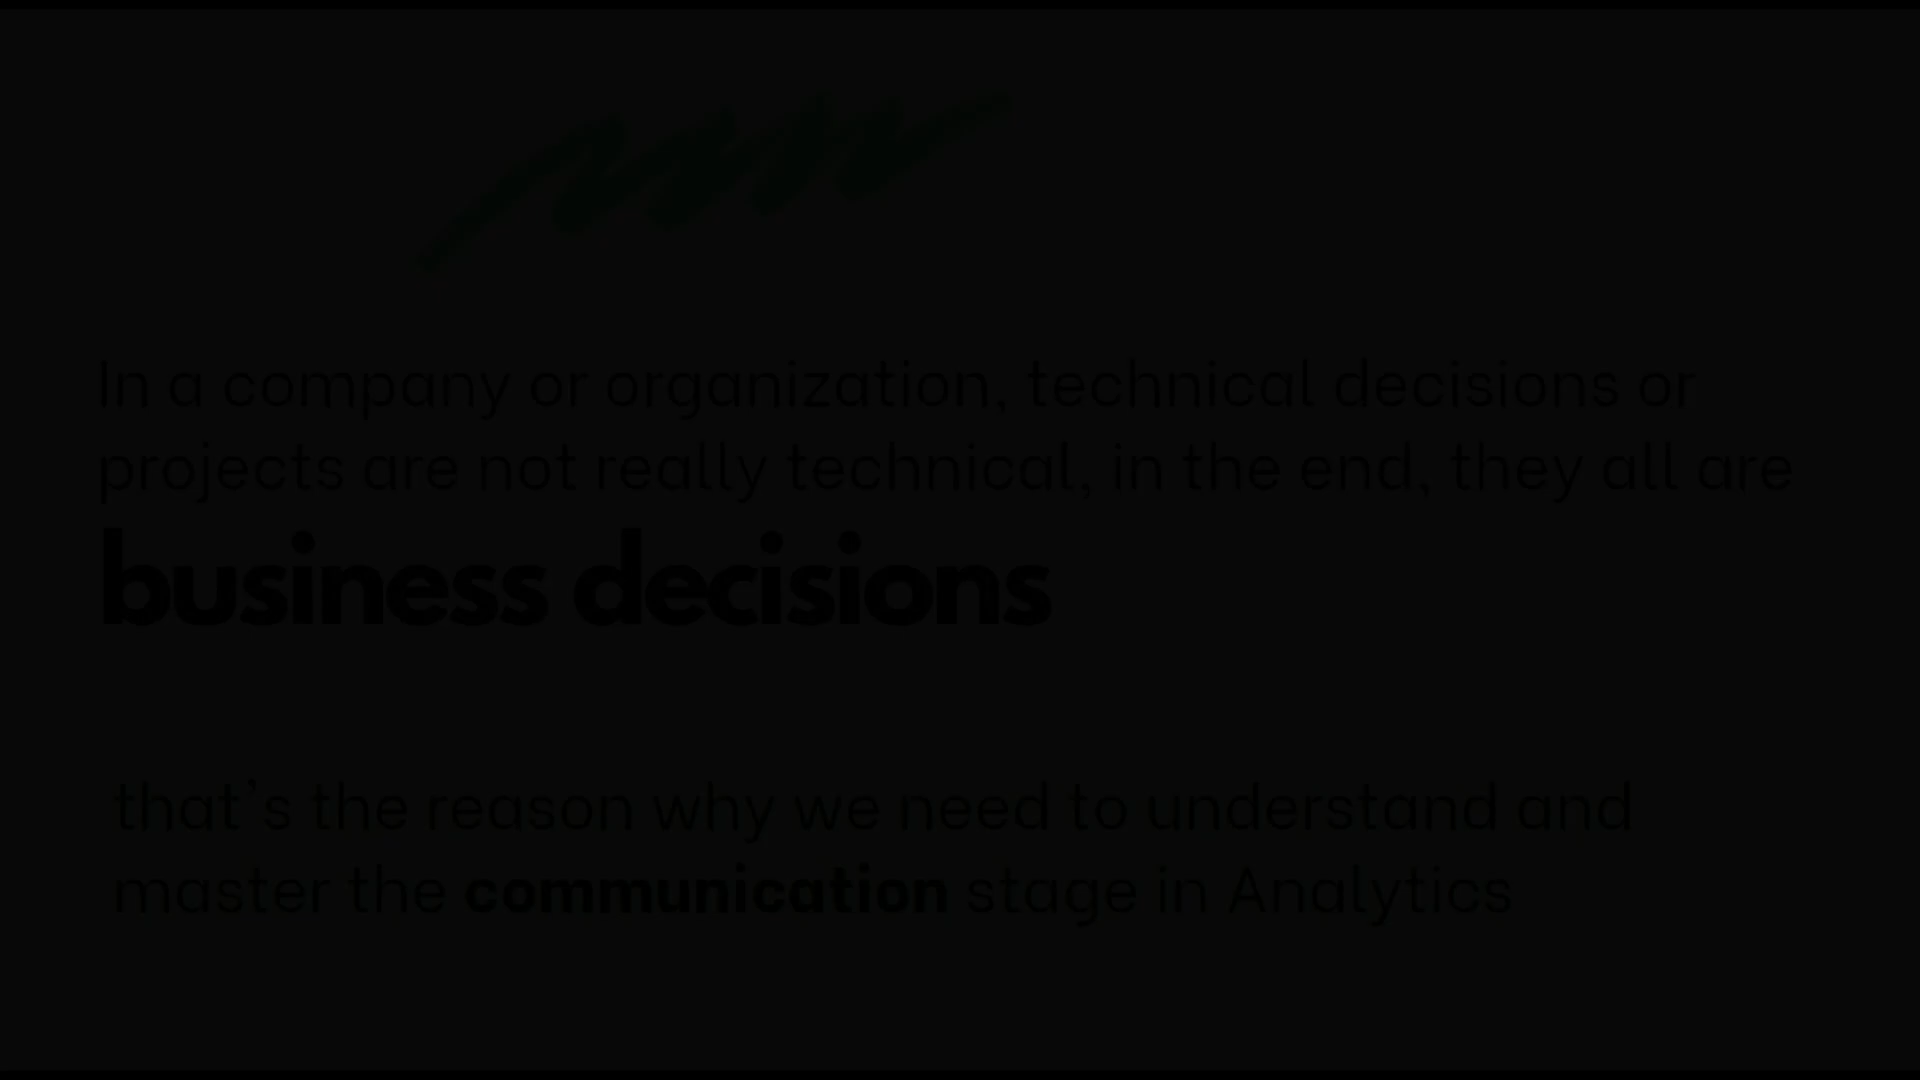 In a company or organization, technical decisions or
projects are not really technical, in the end, they all are
business decisions
that's the reason why we need to understand and
master the communication stage in Analytics